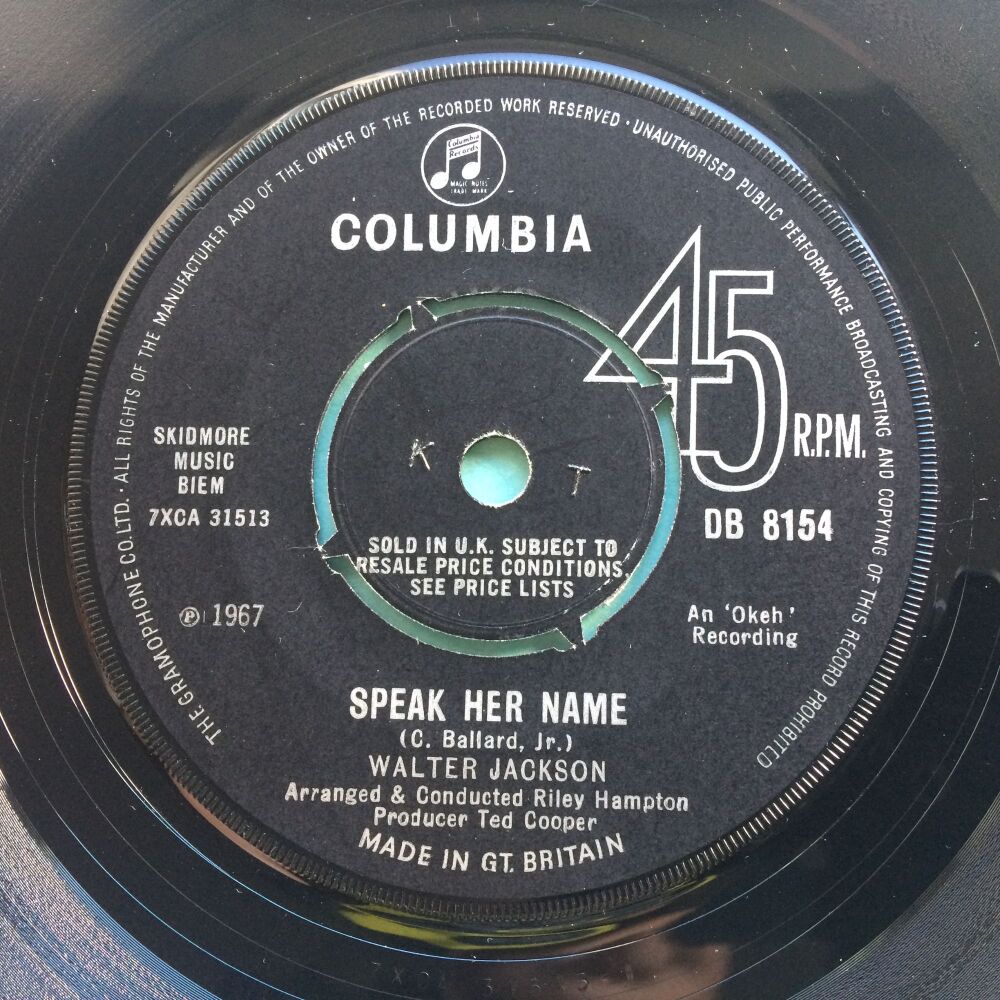 THE GRAMOPHONE CO. LTD. · ALL RIGHTS OF THE MANUFACTURER AND OF THE OWNER OF THE RECORDED WORK RESERVED · UNAUTHORISED PUBLIC PERFORMANCE BROADCASTING AND COPYING OF THIS RECORD PROHIBITED
Columbia
Records
MAGIC NOTES
TRADE MARK
COLUMBIA
45
R.P.M.
SKIDMORE
MUSIC
BIEM
7XCA 31513
K T
DB 8154
SOLD IN U.K. SUBJECT TO
RESALE PRICE CONDITIONS,
SEE PRICE LISTS
℗ 1967
An 'Okeh'
Recording
SPEAK HER NAME
(C. Ballard, Jr.)
WALTER JACKSON
Arranged & Conducted Riley Hampton
Producer Ted Cooper
MADE IN GT. BRITAIN